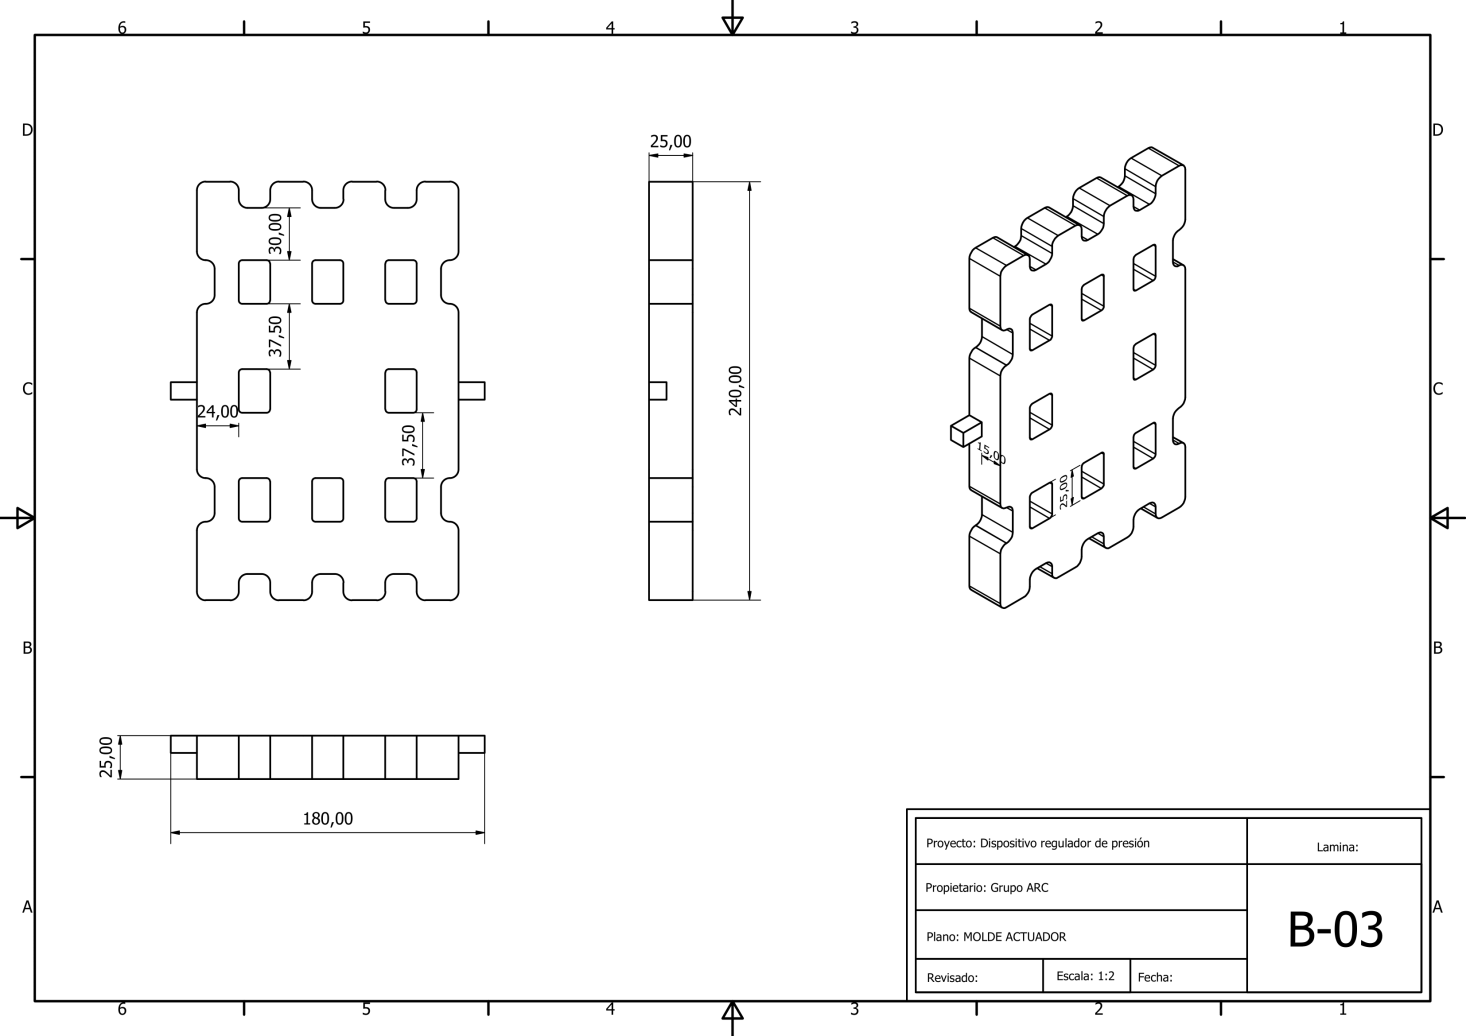 6 5 4 3 2 1
D D
25,00
30,00
37,50
24,00
37,50
240,00
15,00
25,00
C C
B B
25,00
180,00
A A
Proyecto: Dispositivo regulador de presión
Lamina:
Propietario: Grupo ARC
B-03
Plano: MOLDE ACTUADOR
Revisado:
Escala: 1:2
Fecha:
6 5 4 3 2 1